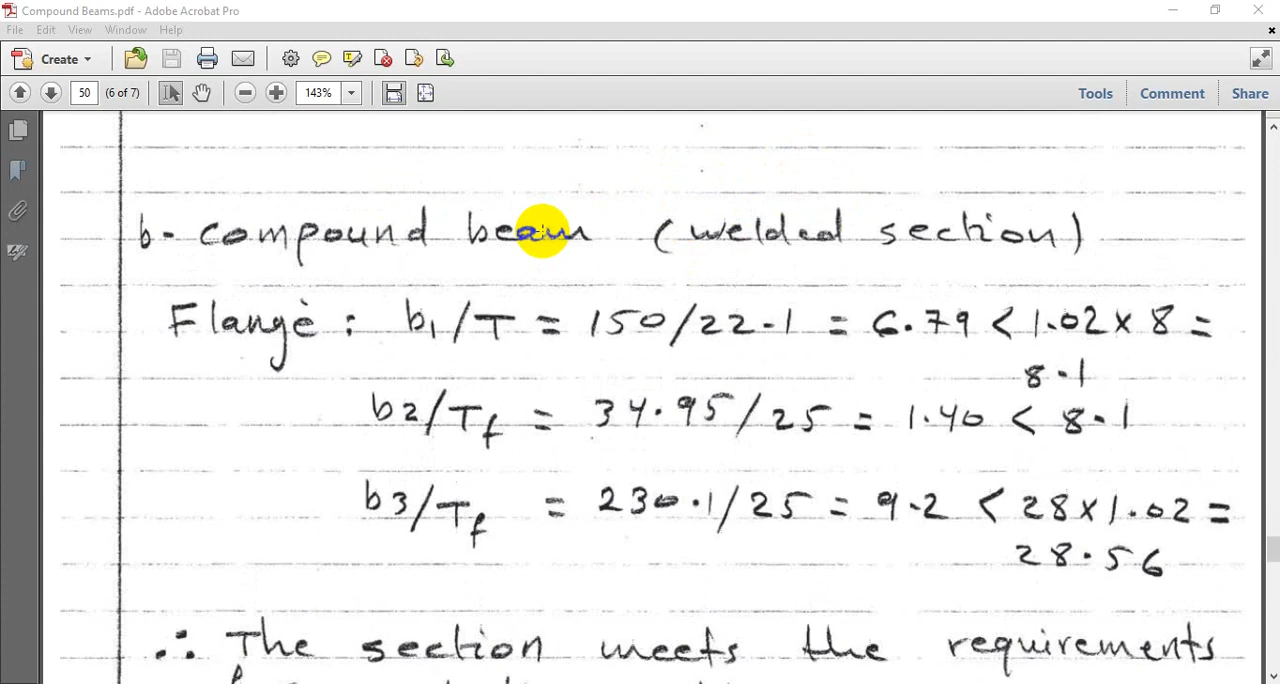 Compound Beams.pdf - Adobe Acrobat Pro
File Edit View Window Help
Create
50 (6 of 7) 143% Tools Comment Share
b- compound beam (welded section)
Flange : b1/T = 150/22.1 = 6.79 < 1.02 x 8 =
8.1
b2/Tf = 34.95/25 = 1.40 < 8.1
b3/Tf = 230.1/25 = 9.2 < 28 x 1.02 =
28.56
∴ The section meets the requirements